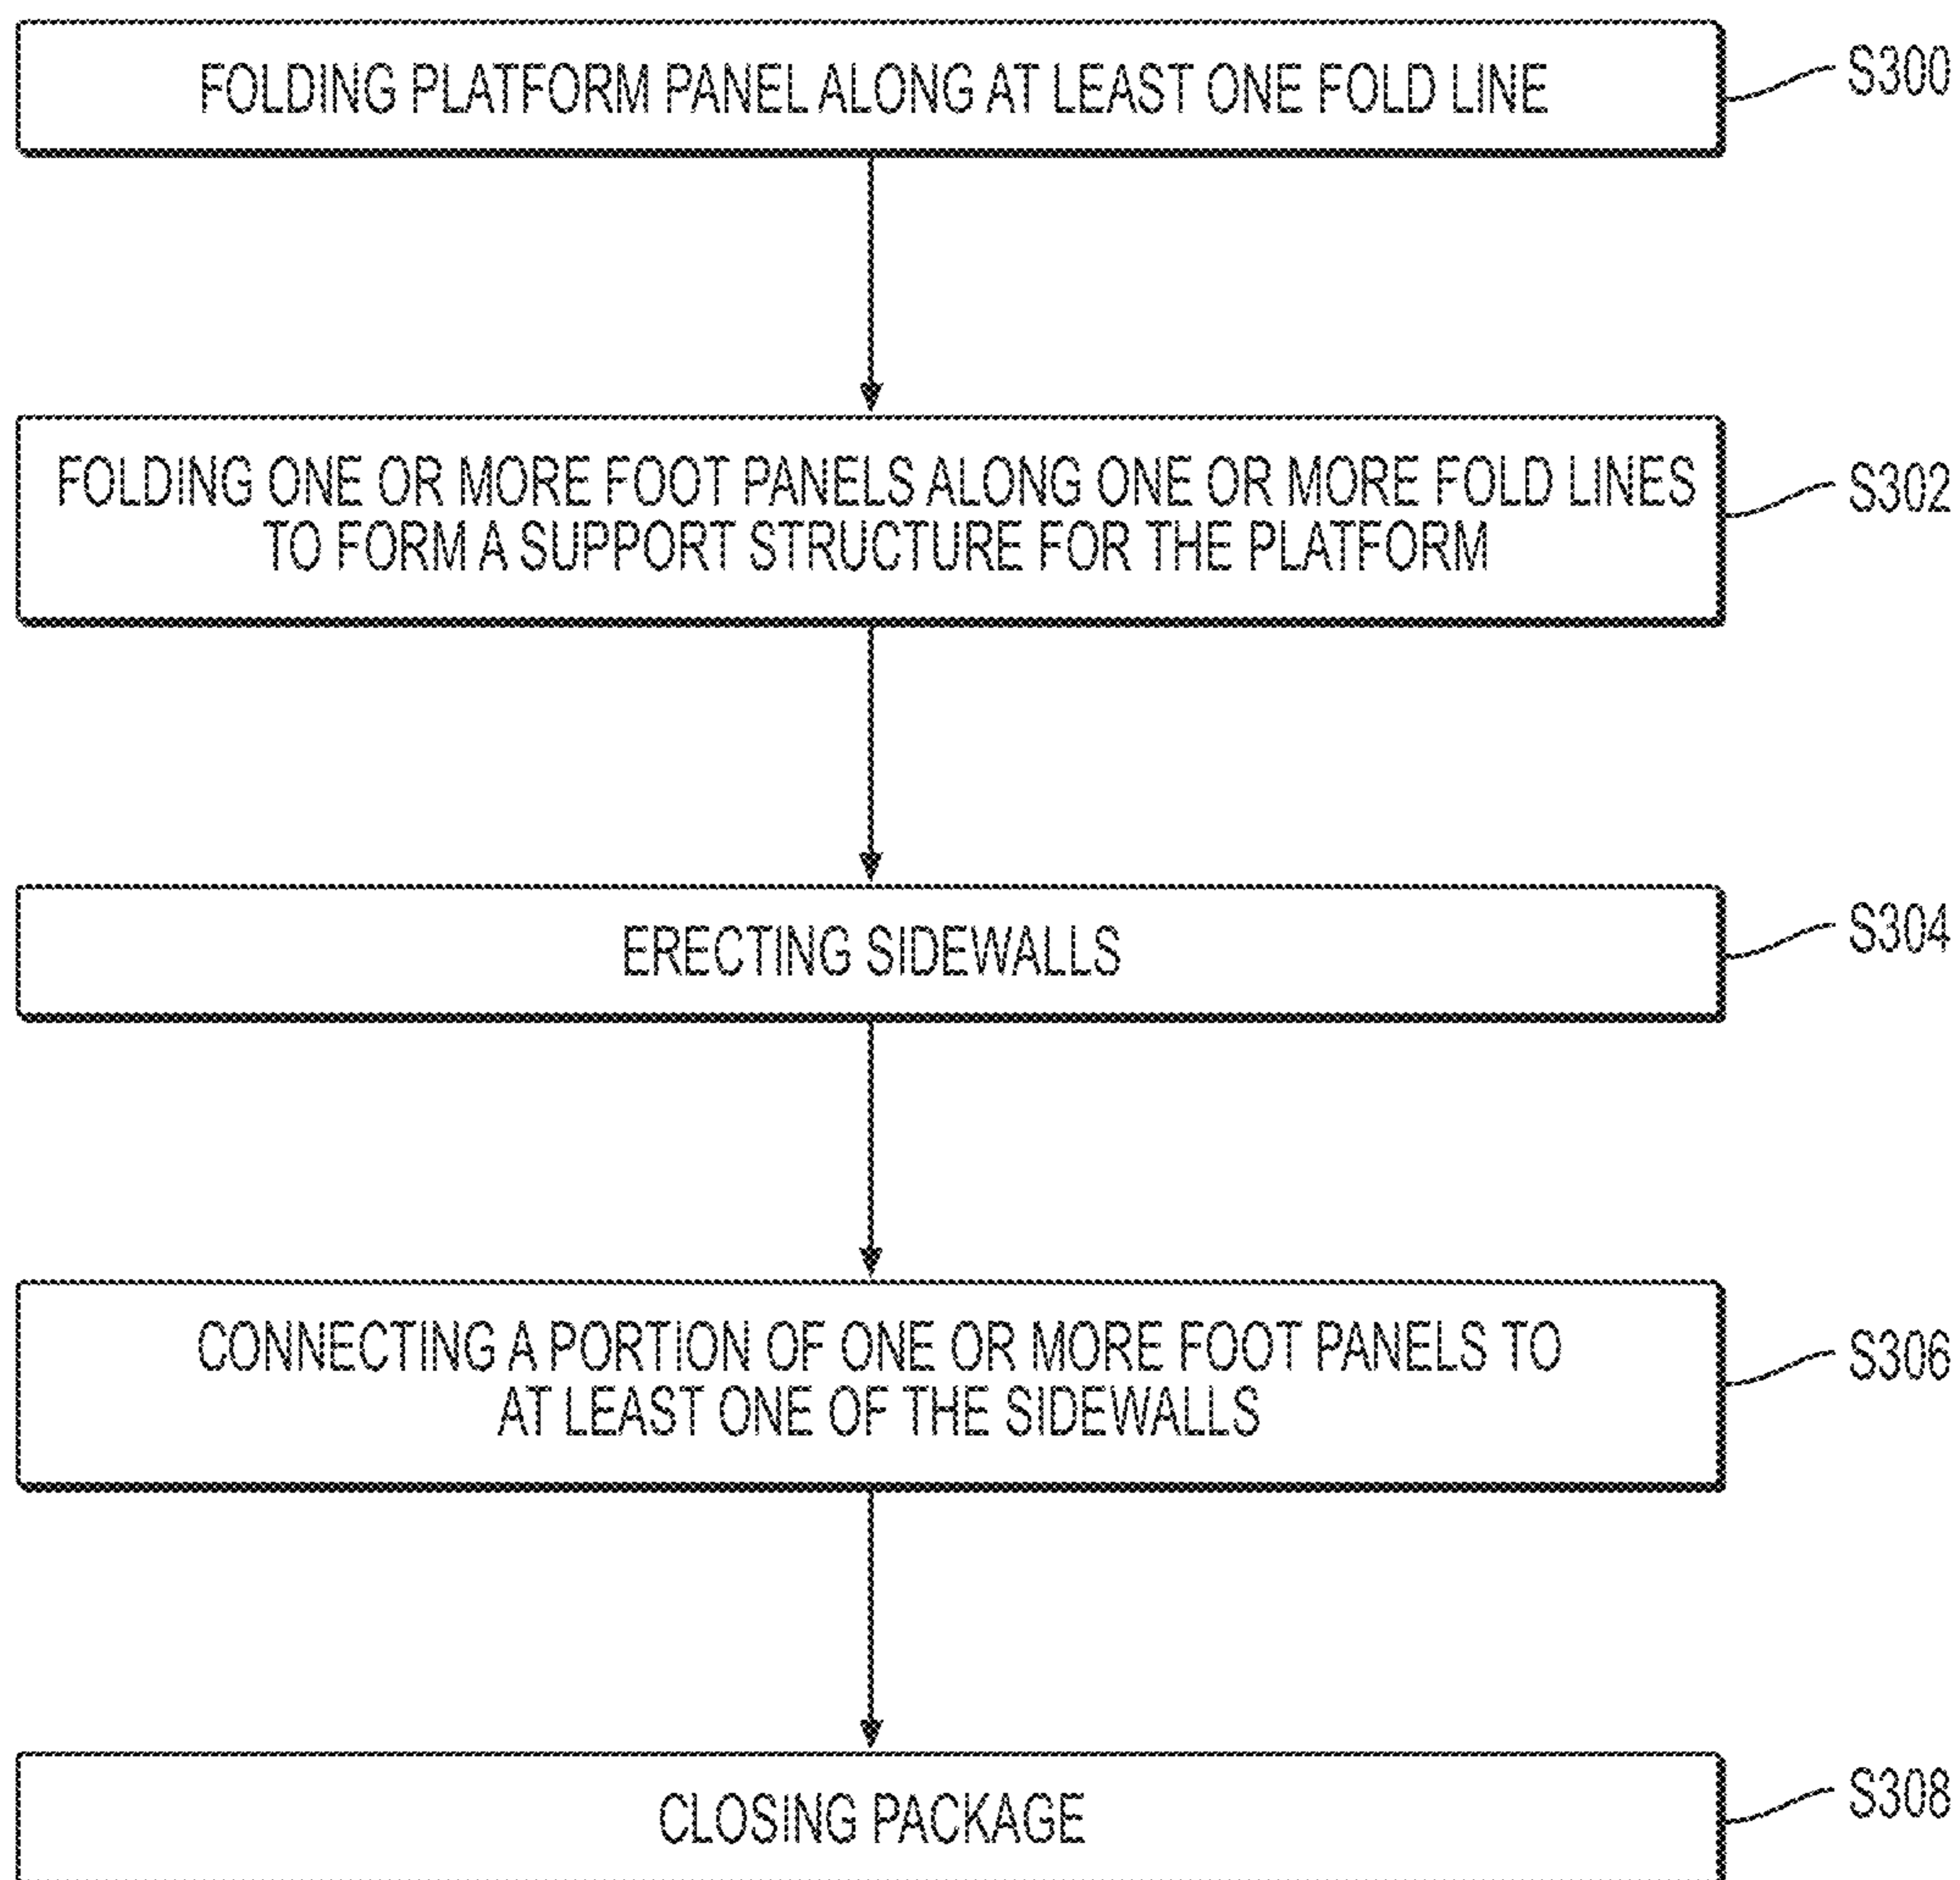 FOLDING PLATFORM PANEL ALONG AT LEAST ONE FOLD LINE
S300
FOLDING ONE OR MORE FOOT PANELS ALONG ONE OR MORE FOLD LINES
TO FORM A SUPPORT STRUCTURE FOR THE PLATFORM
S302
ERECTING SIDEWALLS
S304
CONNECTING A PORTION OF ONE OR MORE FOOT PANELS TO
AT LEAST ONE OF THE SIDEWALLS
S306
CLOSING PACKAGE
S308